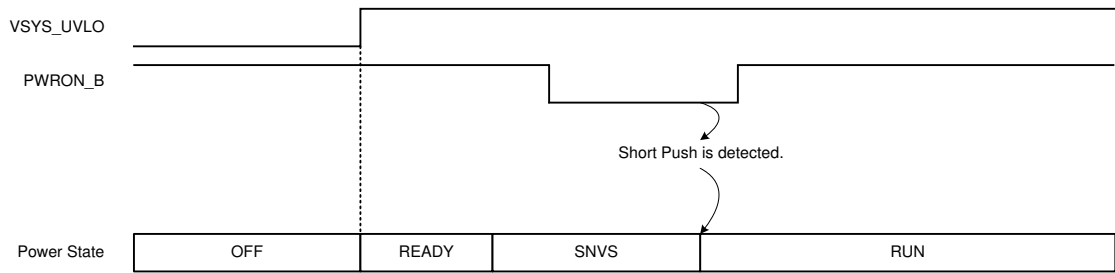 VSYS_UVLO
PWRON_B
Short Push is detected.
Power State
OFF
READY
SNVS
RUN